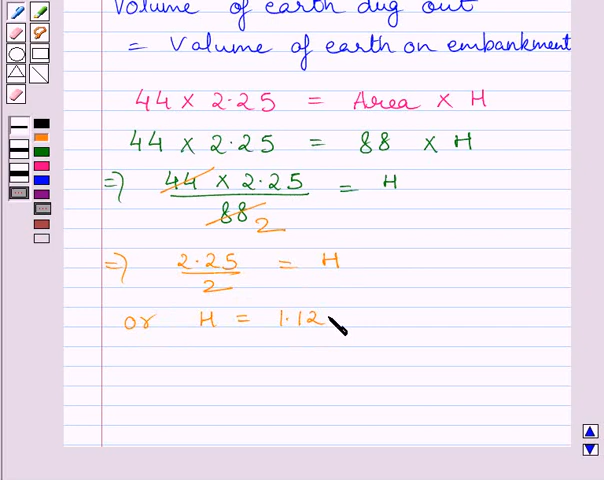 Volume of earth dug out
= Volume of earth on embankment
44 × 2.25 = Area × H
44 × 2.25 = 88 × H
⇒) 44 × 2.25 = H
88 2
⇒) 2.25 = H
2
or H = 1.12